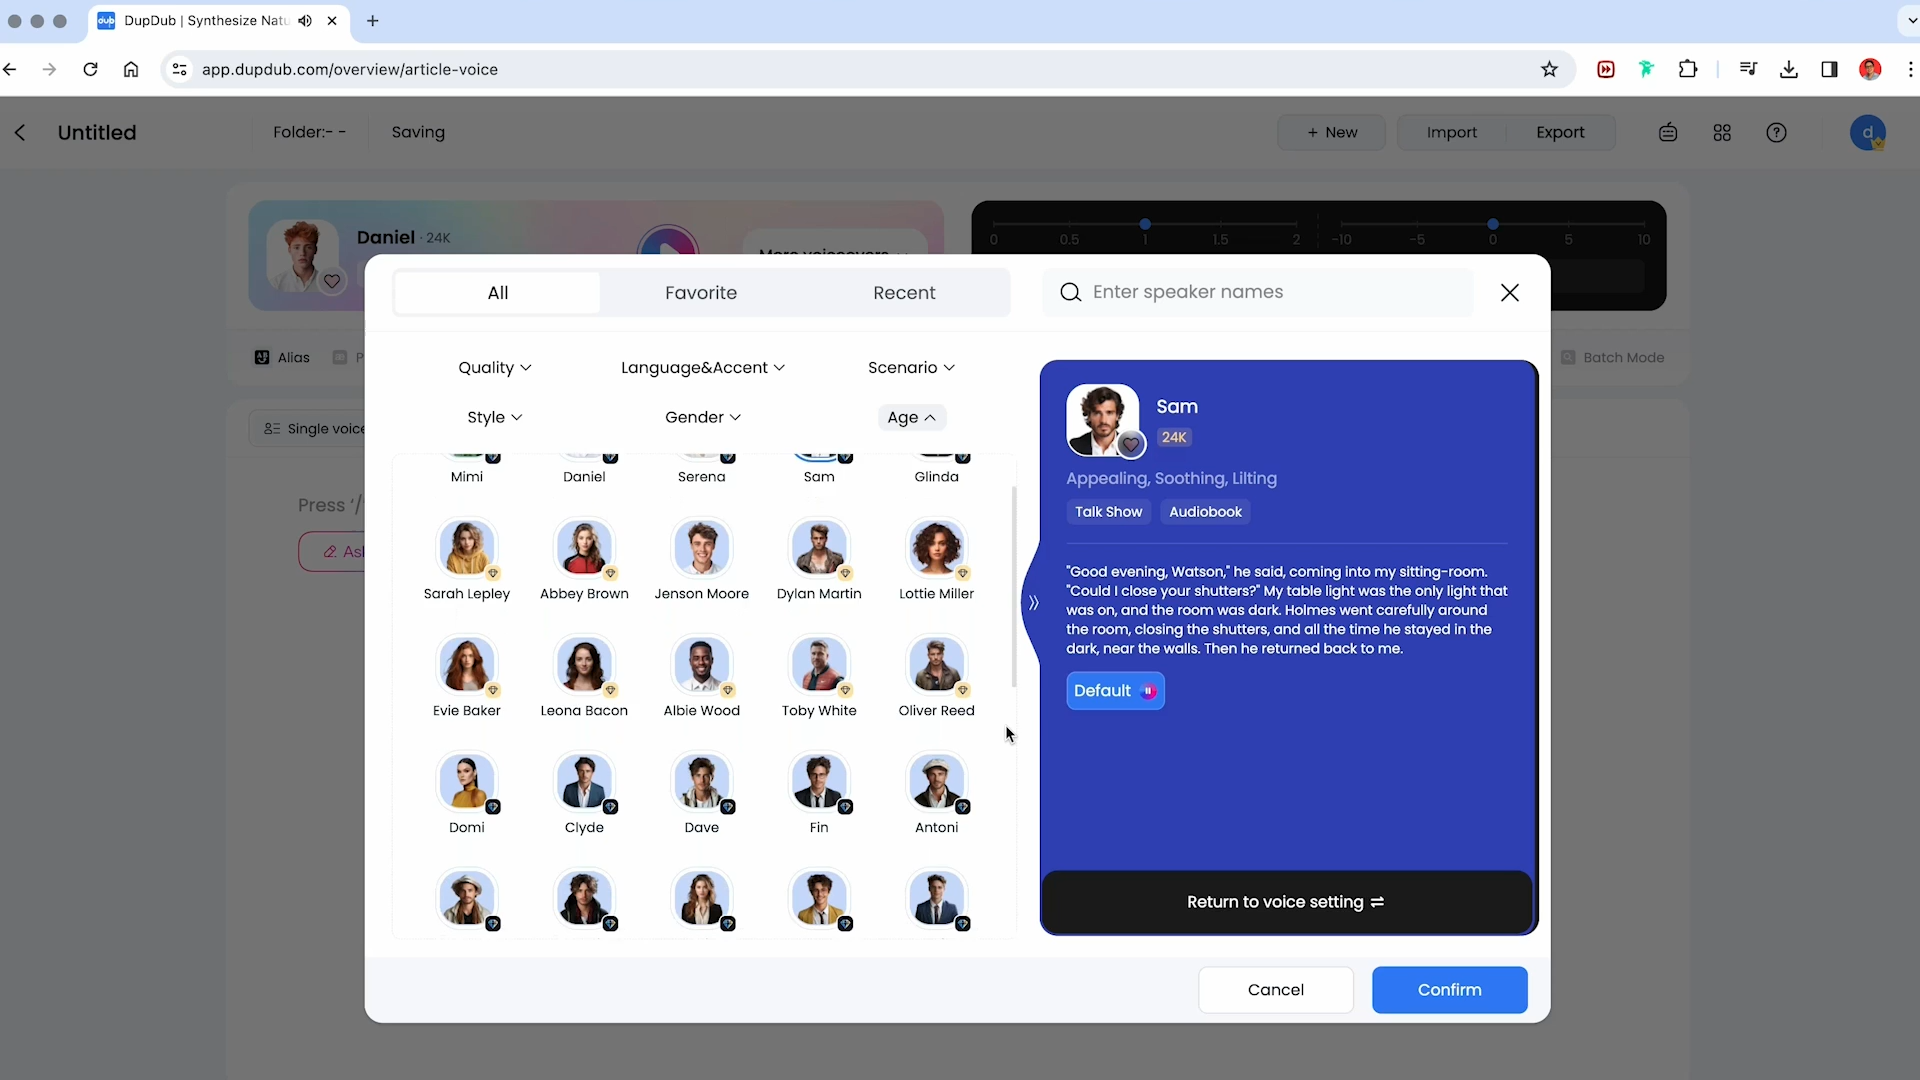 DupDub | Synthesize Natu
app.dupdub.com/overview/article-voice
Untitled
Folder:- -
Saving
+ New
Import
Export
d
Daniel · 24K
0 0.5 1 1.5 2
-10 -5 0 5 10
Alias
Batch Mode
Single voice
Press ‘/’
Ask
All
Favorite
Recent
Enter speaker names
Quality
Language&Accent
Scenario
Style
Gender
Age
Mimi
Daniel
Serena
Sam
Glinda
Sarah Lepley
Abbey Brown
Jenson Moore
Dylan Martin
Lottie Miller
Evie Baker
Leona Bacon
Albie Wood
Toby White
Oliver Reed
Domi
Clyde
Dave
Fin
Antoni
Sam
24K
Appealing, Soothing, Lilting
Talk Show
Audiobook
"Good evening, Watson," he said, coming into my sitting-room.
"Could I close your shutters?" My table light was the only light that
was on, and the room was dark. Holmes went carefully around
the room, closing the shutters, and all the time he stayed in the
dark, near the walls. Then he returned back to me.
Default
Return to voice setting
Cancel
Confirm